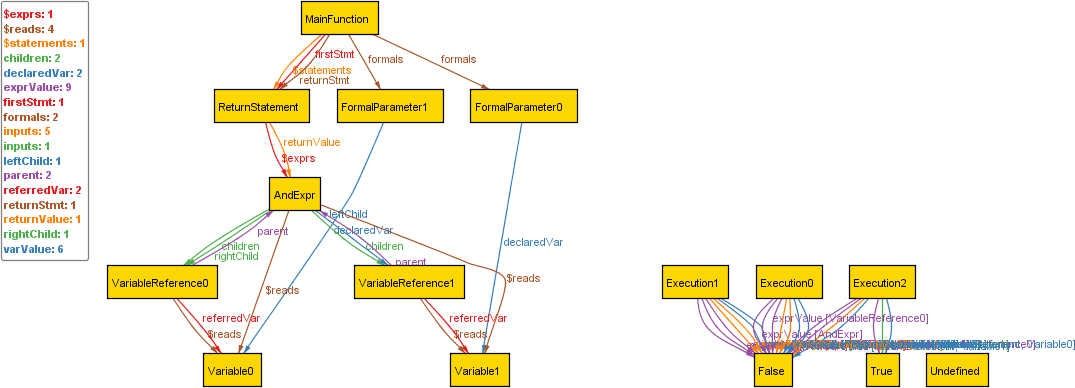 $exprs: 1
$reads: 4
$statements: 1
children: 2
declaredVar: 2
exprValue: 9
firstStmt: 1
formals: 2
inputs: 5
inputs: 1
leftChild: 1
parent: 2
referredVar: 2
returnStmt: 1
returnValue: 1
rightChild: 1
varValue: 6
MainFunction
firstStmt
formals
formals
$statements
returnStmt
ReturnStatement
FormalParameter1
FormalParameter0
returnValue
$exprs
AndExpr
leftChild
parent
declaredVar
declaredVar
children
children
rightChild
parent
$reads
$reads
VariableReference0
VariableReference1
Execution1
Execution0
Execution2
referredVar
referredVar
exprValue [VariableReference0]
$reads
$reads
exprValue [AndExpr]
Variable0
Variable1
False
True
Undefined